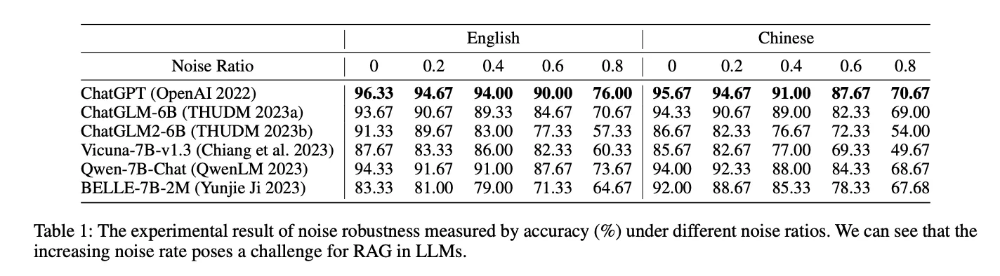 English Chinese
Noise Ratio 0 0.2 0.4 0.6 0.8 0 0.2 0.4 0.6 0.8
ChatGPT (OpenAI 2022) 96.33 94.67 94.00 90.00 76.00 95.67 94.67 91.00 87.67 70.67
ChatGLM-6B (THUDM 2023a) 93.67 90.67 89.33 84.67 70.67 94.33 90.67 89.00 82.33 69.00
ChatGLM2-6B (THUDM 2023b) 91.33 89.67 83.00 77.33 57.33 86.67 82.33 76.67 72.33 54.00
Vicuna-7B-v1.3 (Chiang et al. 2023) 87.67 83.33 86.00 82.33 60.33 85.67 82.67 77.00 69.33 49.67
Qwen-7B-Chat (QwenLM 2023) 94.33 91.67 91.00 87.67 73.67 94.00 92.33 88.00 84.33 68.67
BELLE-7B-2M (Yunjie Ji 2023) 83.33 81.00 79.00 71.33 64.67 92.00 88.67 85.33 78.33 67.68
Table 1: The experimental result of noise robustness measured by accuracy (%) under different noise ratios. We can see that the
increasing noise rate poses a challenge for RAG in LLMs.